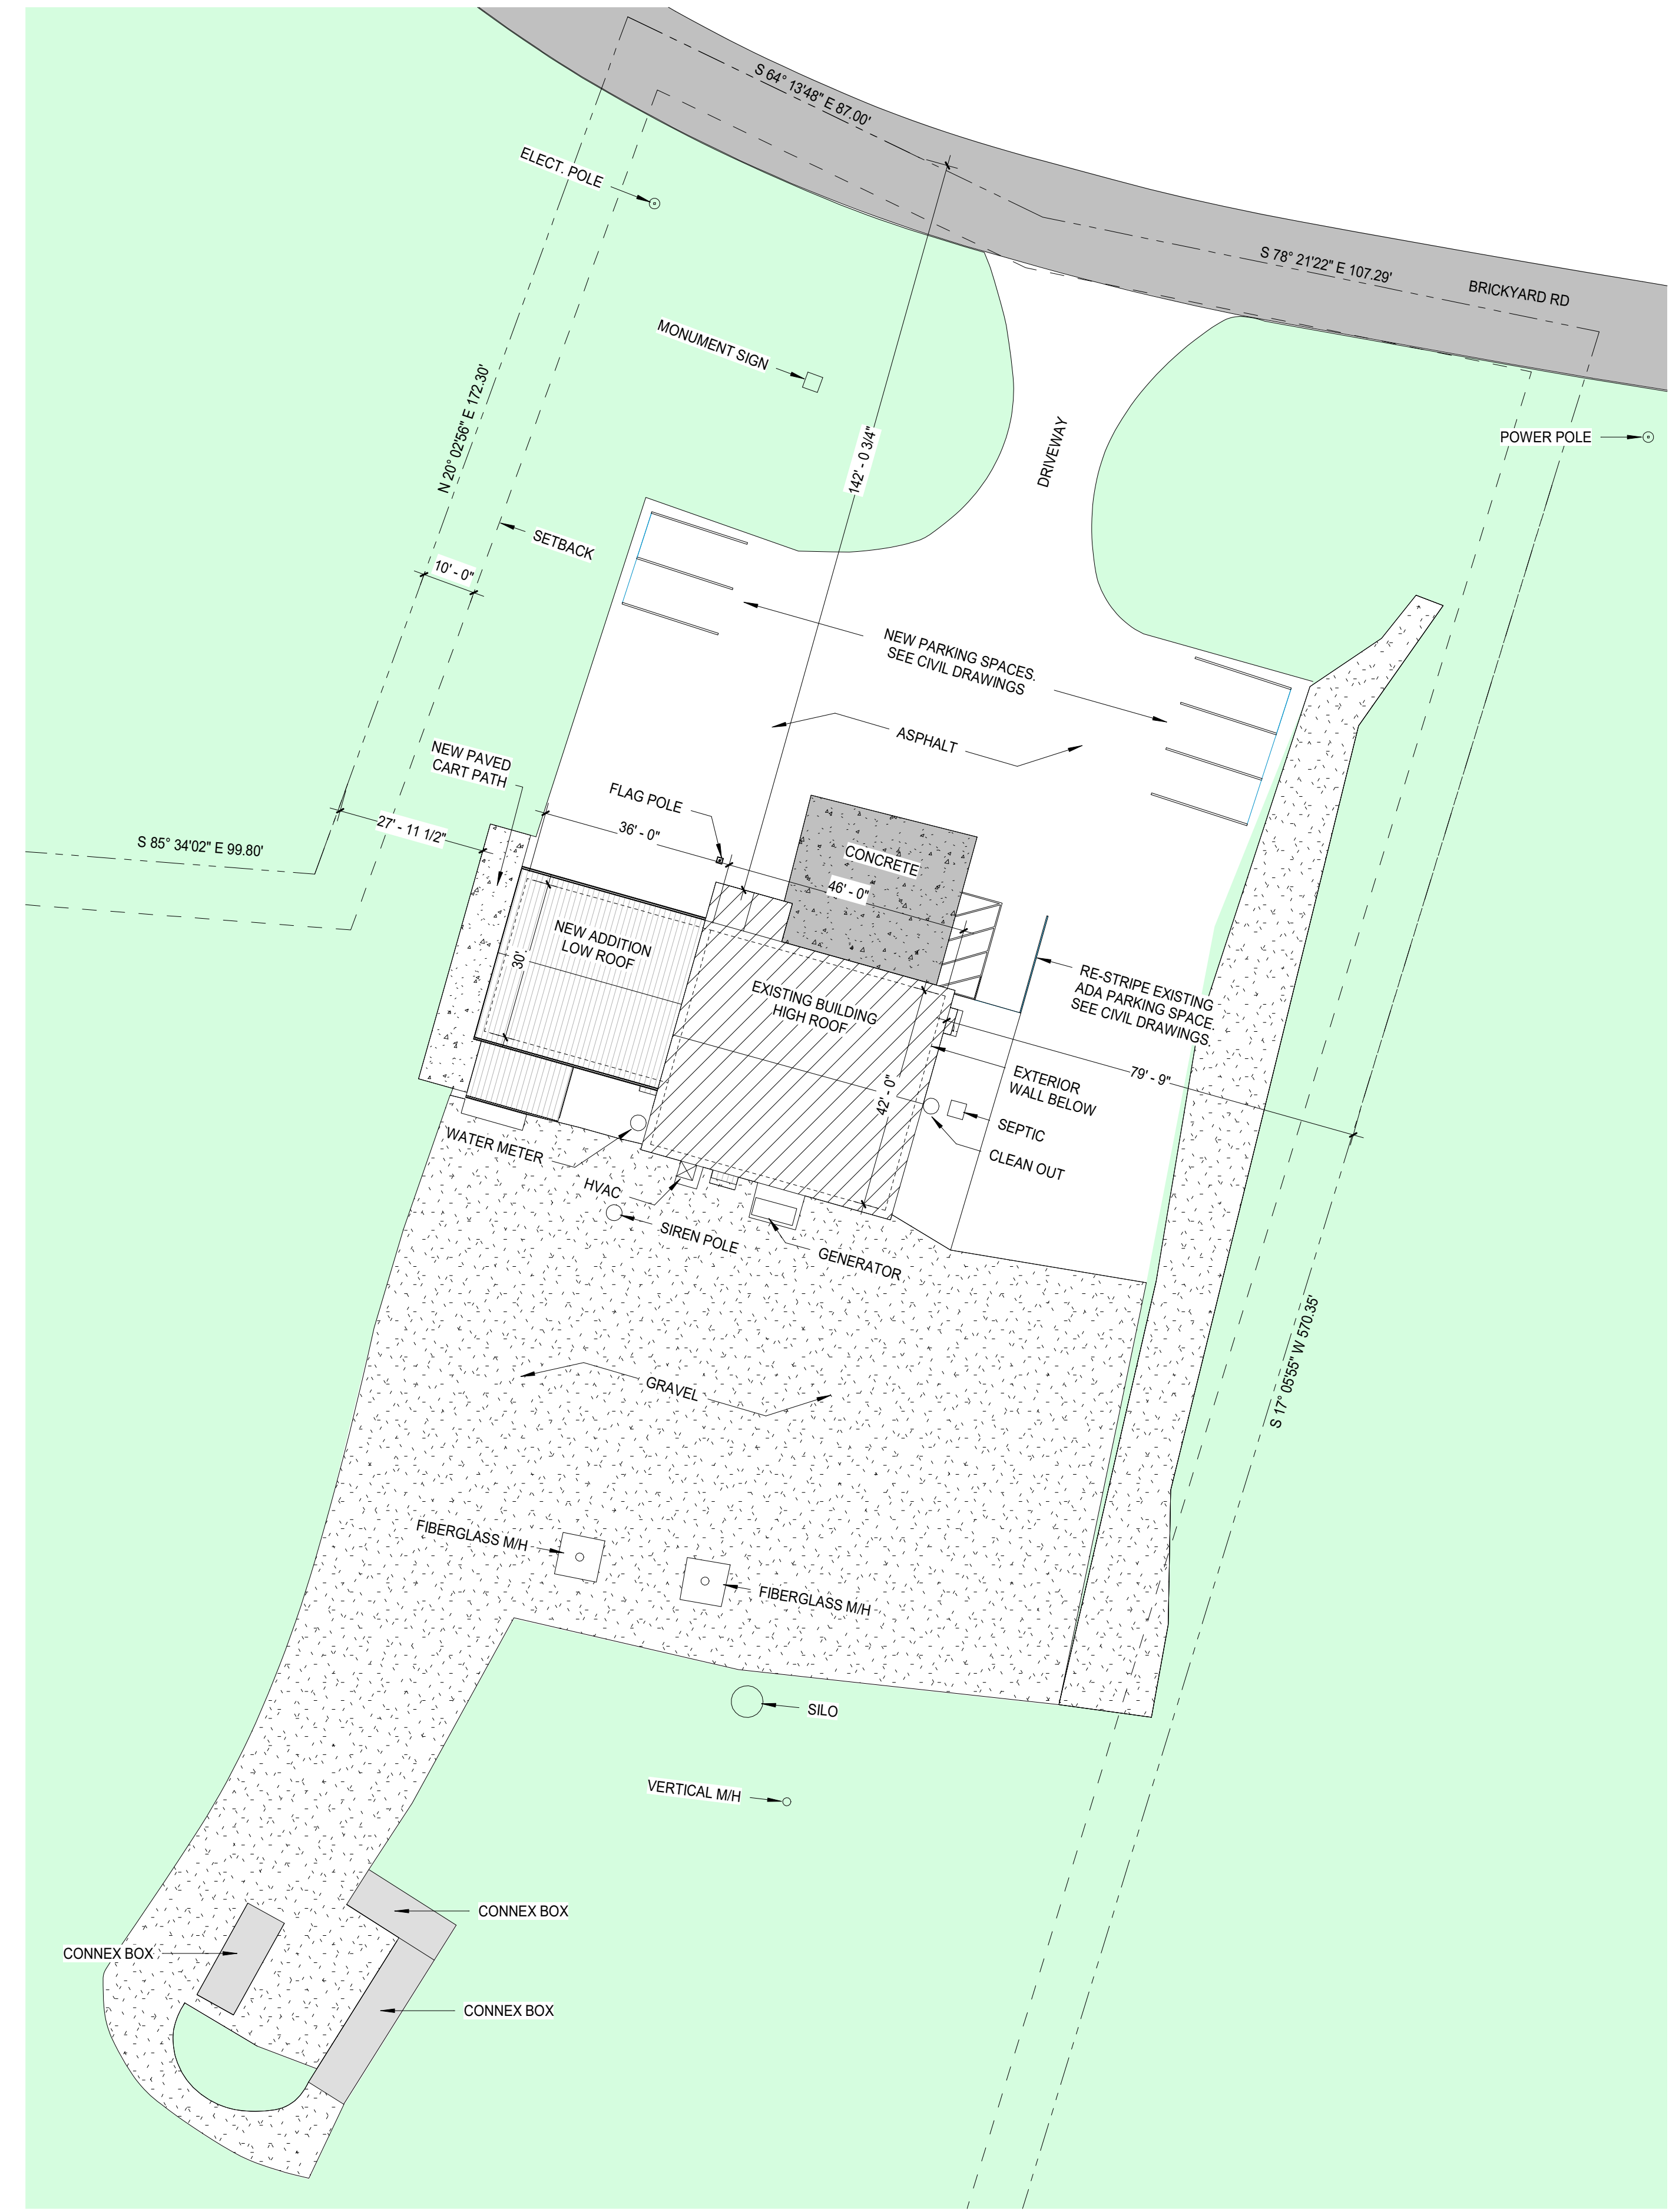 S 64° 13'48" E 87.00'
ELECT. POLE
S 78° 21'22" E 107.29'
BRICKYARD RD
MONUMENT SIGN
N 20° 02'56" E 172.30'
142' - 0 3/4"
DRIVEWAY
POWER POLE
SETBACK
10' - 0"
NEW PARKING SPACES.
SEE CIVIL DRAWINGS
ASPHALT
NEW PAVED
CART PATH
FLAG POLE
27' - 11 1/2"
36' - 0"
S 85° 34'02" E 99.80'
CONCRETE
46' - 0"
NEW ADDITION
LOW ROOF
30'
EXISTING BUILDING
HIGH ROOF
RE-STRIPE EXISTING
ADA PARKING SPACE.
SEE CIVIL DRAWINGS.
79' - 9"
EXTERIOR
WALL BELOW
42' - 0"
SEPTIC
WATER METER
CLEAN OUT
HVAC
SIREN POLE
GENERATOR
S 17° 05'55" W 570.35'
GRAVEL
FIBERGLASS M/H
FIBERGLASS M/H
SILO
VERTICAL M/H
CONNEX BOX
CONNEX BOX
CONNEX BOX